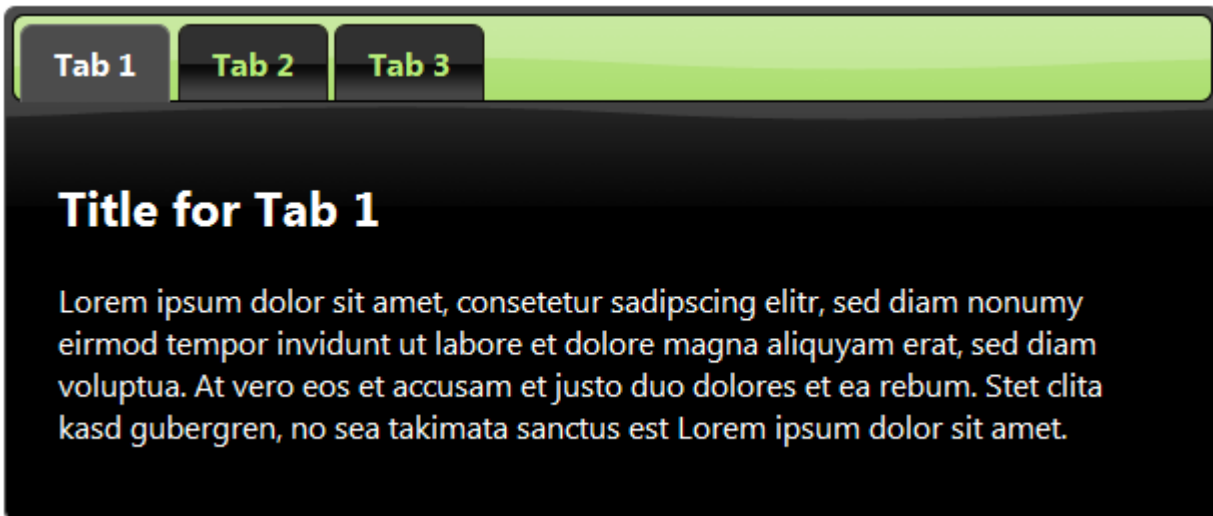 Tab 1 Tab 2 Tab 3
Title for Tab 1
Lorem ipsum dolor sit amet, consetetur sadipscing elitr, sed diam nonumy
eirmod tempor invidunt ut labore et dolore magna aliquyam erat, sed diam
voluptua. At vero eos et accusam et justo duo dolores et ea rebum. Stet clita
kasd gubergren, no sea takimata sanctus est Lorem ipsum dolor sit amet.